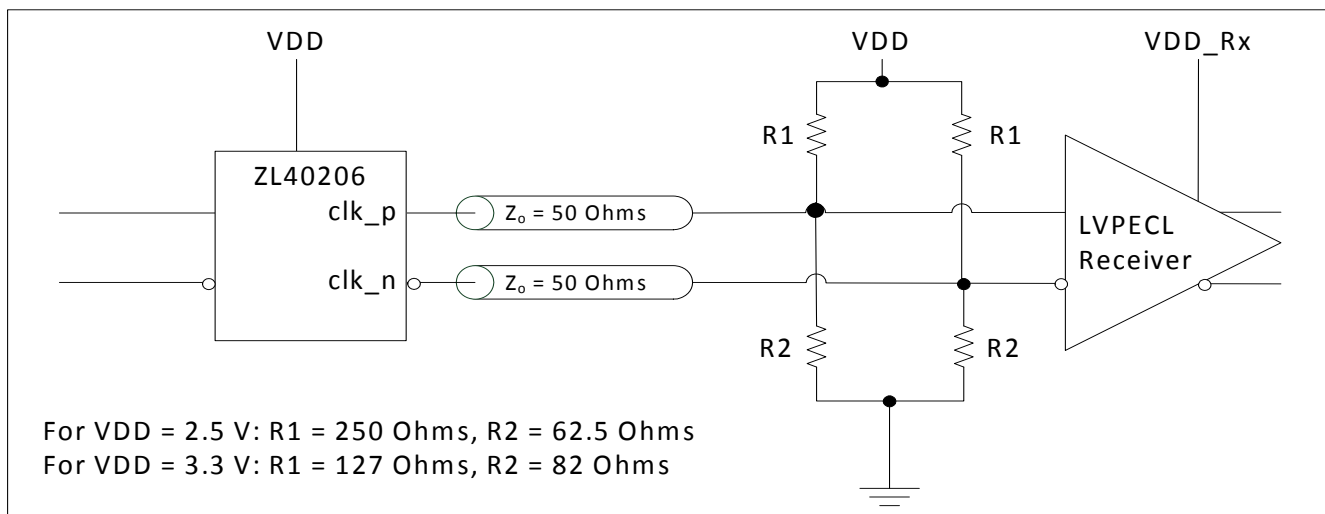 VDD
VDD
VDD_Rx
R1
R1
ZL40206
clk_p
Zo = 50 Ohms
LVPECL
Receiver
clk_n
Zo = 50 Ohms
R2
R2
For VDD = 2.5 V: R1 = 250 Ohms, R2 = 62.5 Ohms
For VDD = 3.3 V: R1 = 127 Ohms, R2 = 82 Ohms